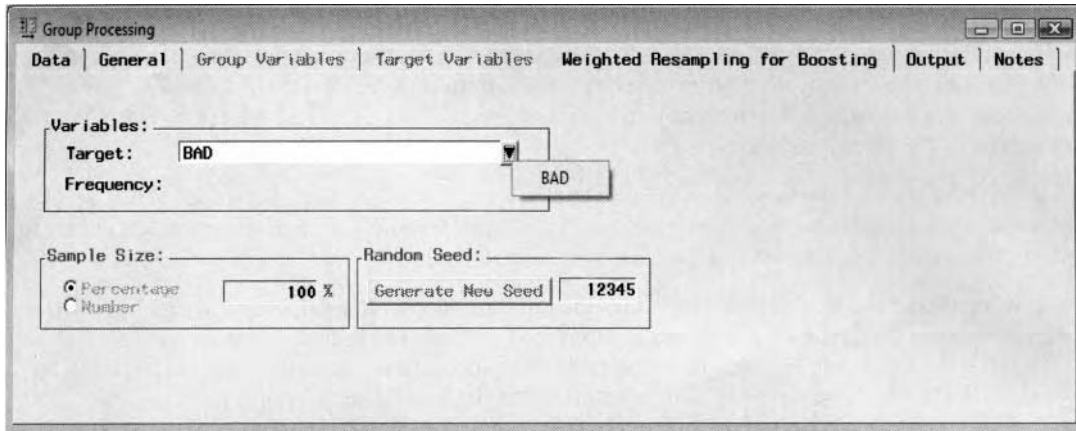 Group Processing
Data | General | Group Variables | Target Variables Weighted Resampling for Boosting | Output | Notes |
Variables:
Target: BAD
BAD
Frequency:
Sample Size: Random Seed:
Percentage 100 % Generate New Seed 12345
Number